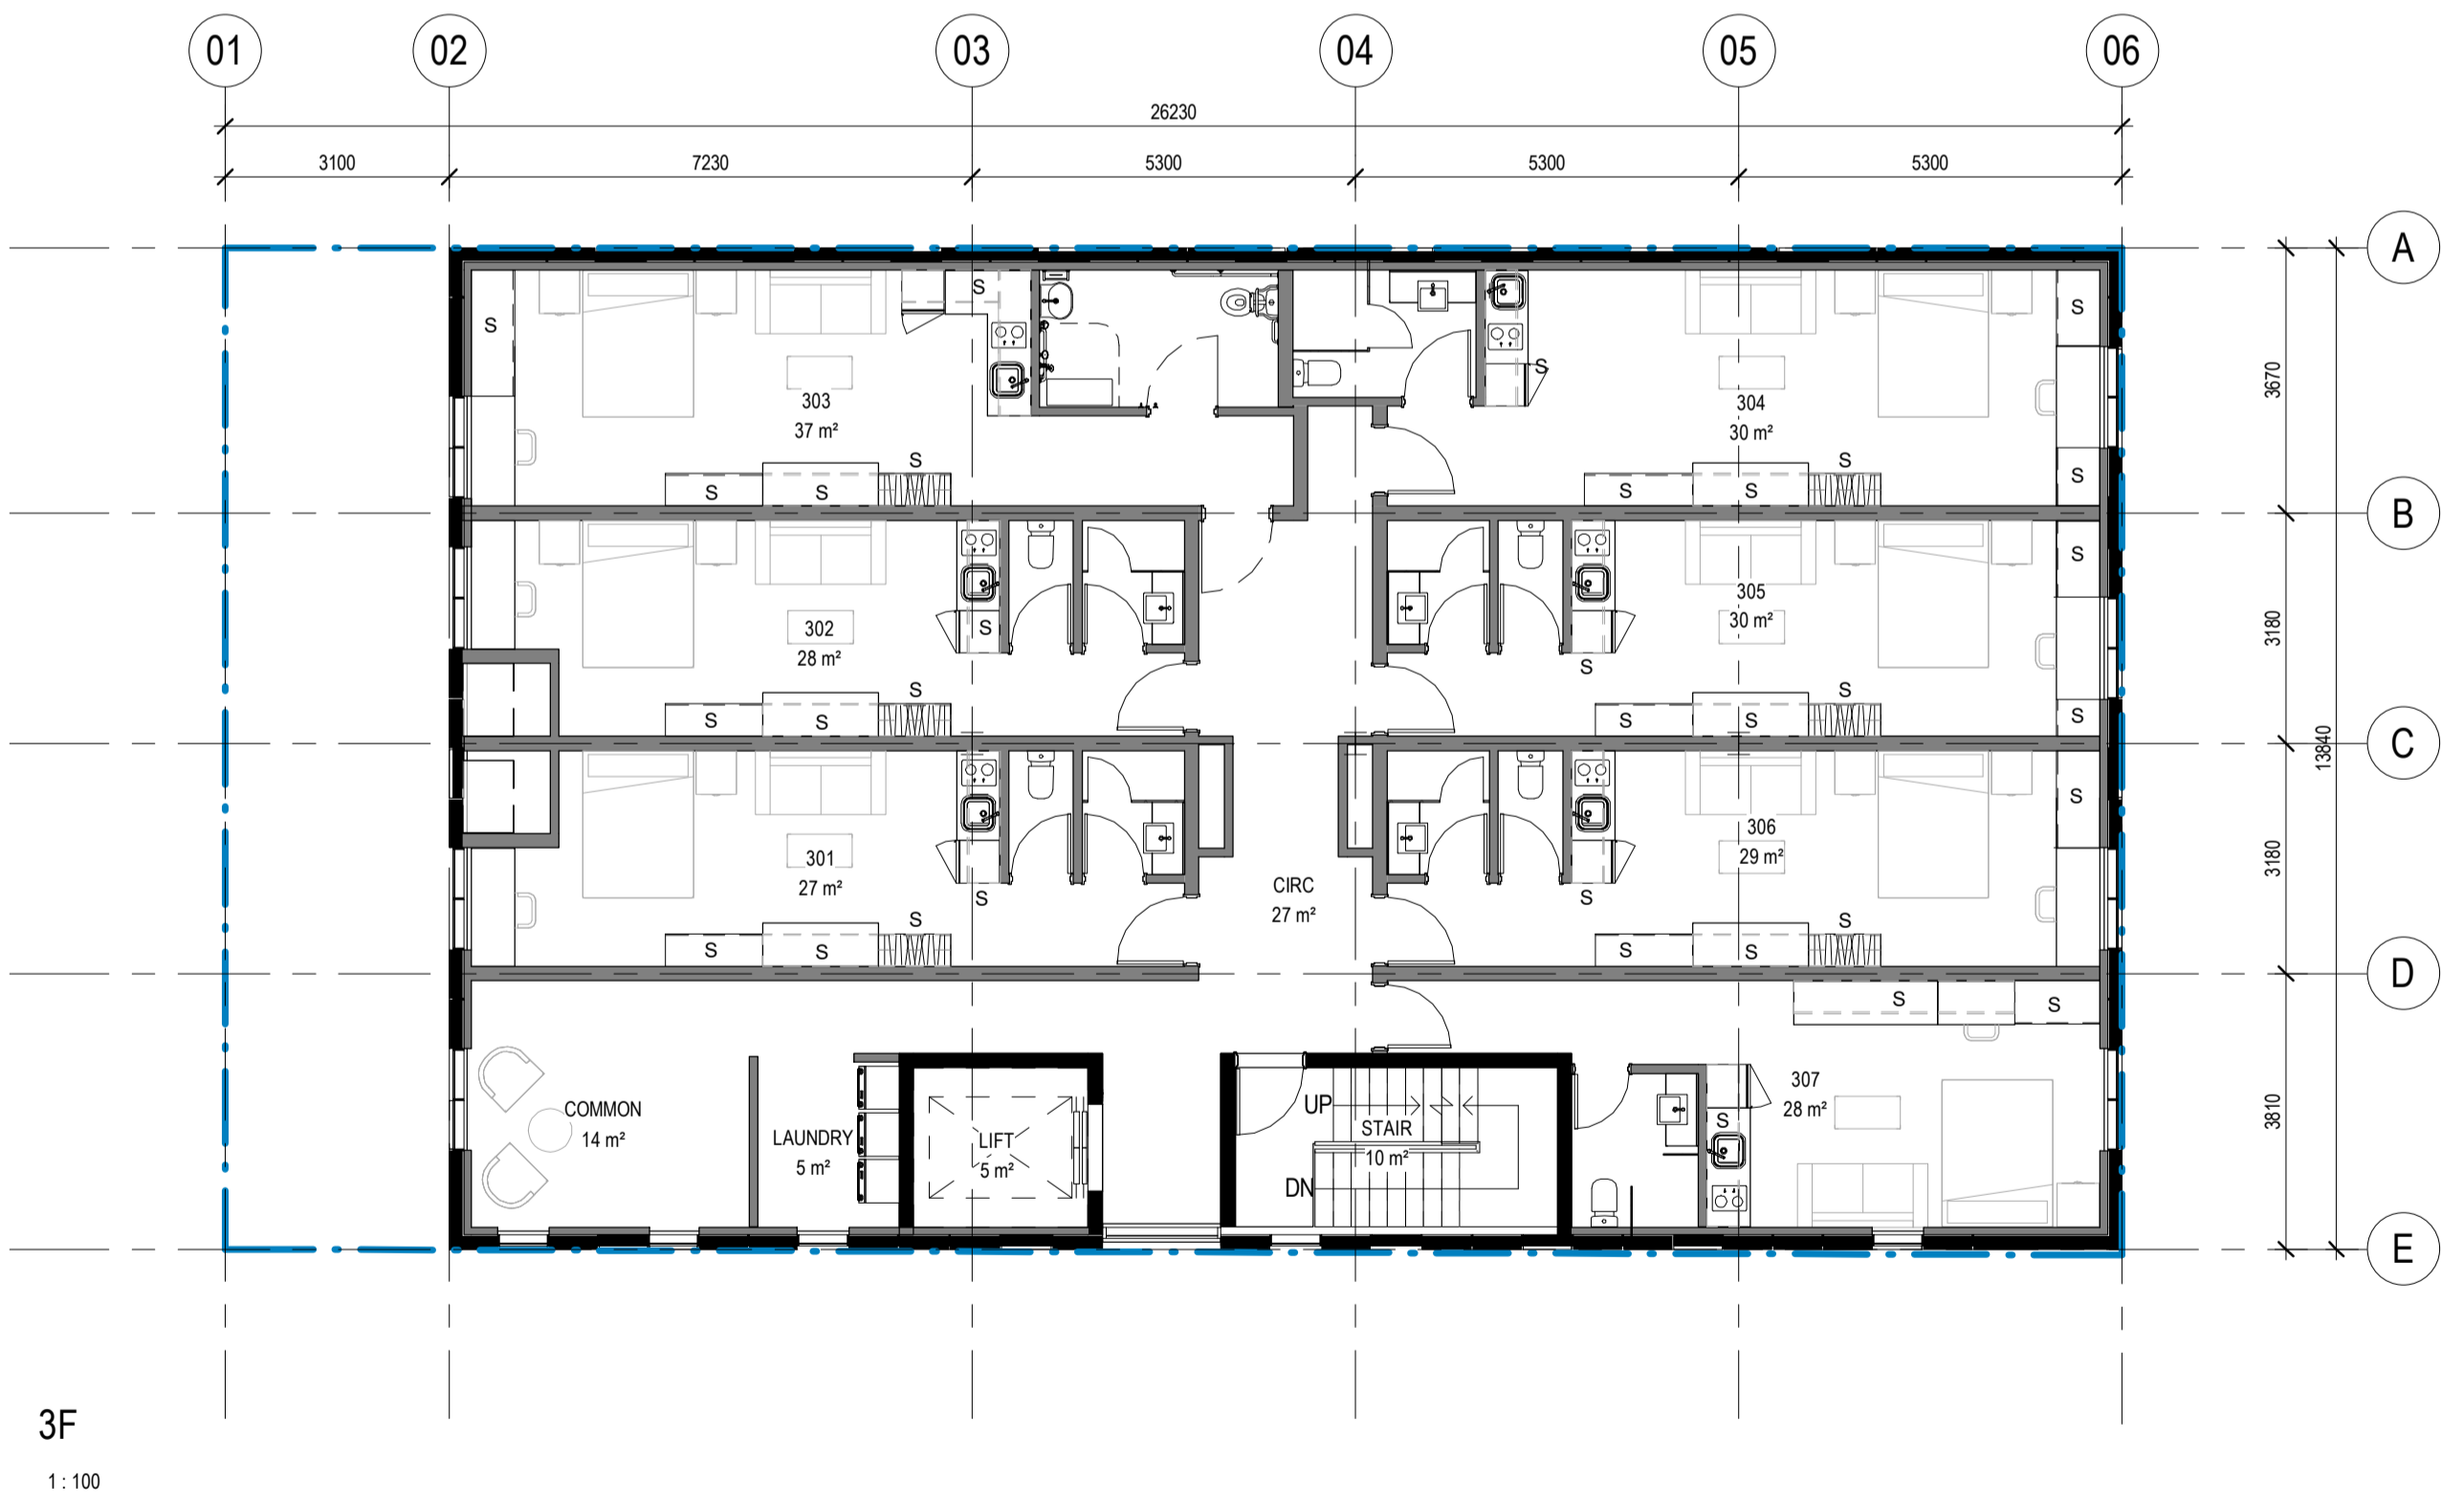 01 02 03 04 05 06
26230
3100 7230 5300 5300 5300
A
S S S
3670
303
37 m²
S
304
30 m²
S S
S S S S S
B
S
305
30 m²
302
28 m²
S
3180
S
S S
S S S S S
C
13840
S
306
29 m²
301
27 m²
3180
CIRC
27 m²
S S
S S
S S S S
D
S S
307
28 m²
3810
COMMON
14 m²
UP
LAUNDRY
5 m²
LIFT
5 m²
STAIR
10 m²
S
DN
E
3F
1 : 100